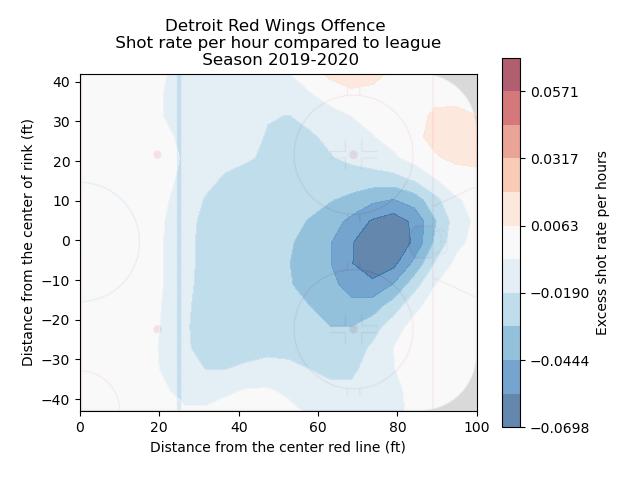 Detroit Red Wings Offence
Shot rate per hour compared to league
Season 2019-2020
40
30
20
10
0
−10
−20
−30
−40
Distance from the center of rink (ft)
0 20 40 60 80 100
Distance from the center red line (ft)
0.0571
0.0317
0.0063
−0.0190
−0.0444
−0.0698
Excess shot rate per hours